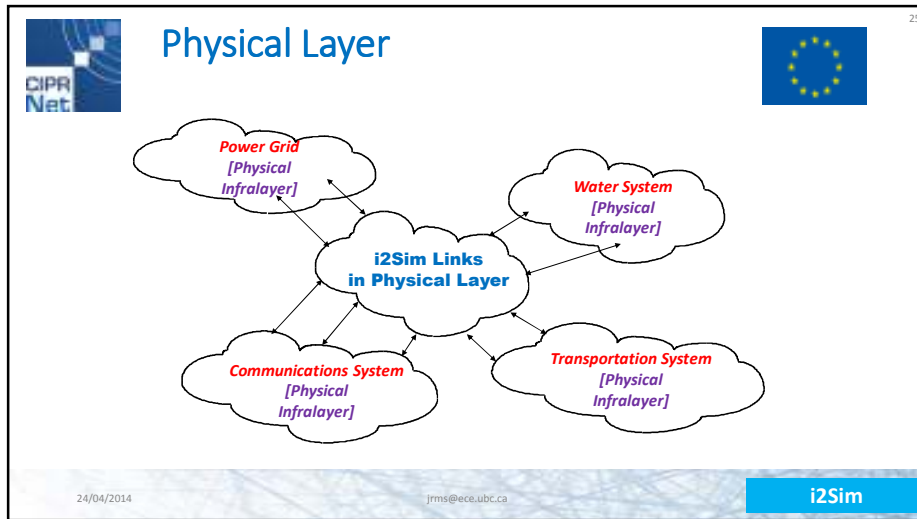 25
CIPR
Net
Physical Layer
Power Grid
[Physical
Infralayer]
Water System
[Physical
Infralayer]
i2Sim Links
in Physical Layer
Communications System
[Physical
Infralayer]
Transportation System
[Physical
Infralayer]
24/04/2014
jrms@ece.ubc.ca
i2Sim